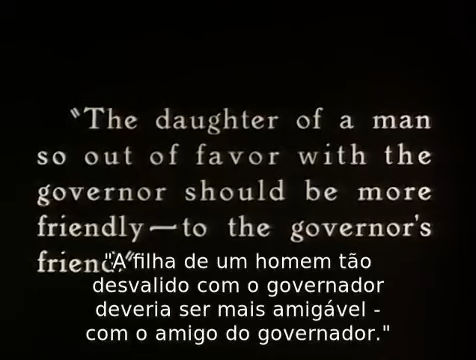 "The daughter of a man
so out of favor with the
governor should be more
friendly—to the governor's
friend."
"A filha de um homem tão
desvalido com o governador
deveria ser mais amigável -
com o amigo do governador."